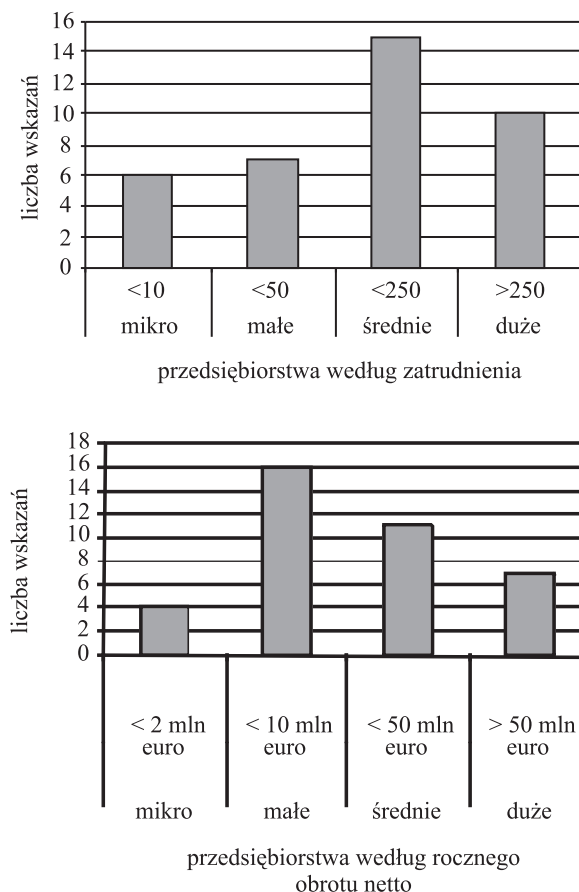 16
14
12
10
8
6
4
2
0
liczba wskazań
<10 <50 <250 >250
mikro małe średnie duże
przedsiębiorstwa według zatrudnienia
18
16
14
12
10
8
6
4
2
0
liczba wskazań
< 2 mln < 10 mln < 50 mln > 50 mln
euro euro euro euro
mikro małe średnie duże
przedsiębiorstwa według rocznego
obrotu netto